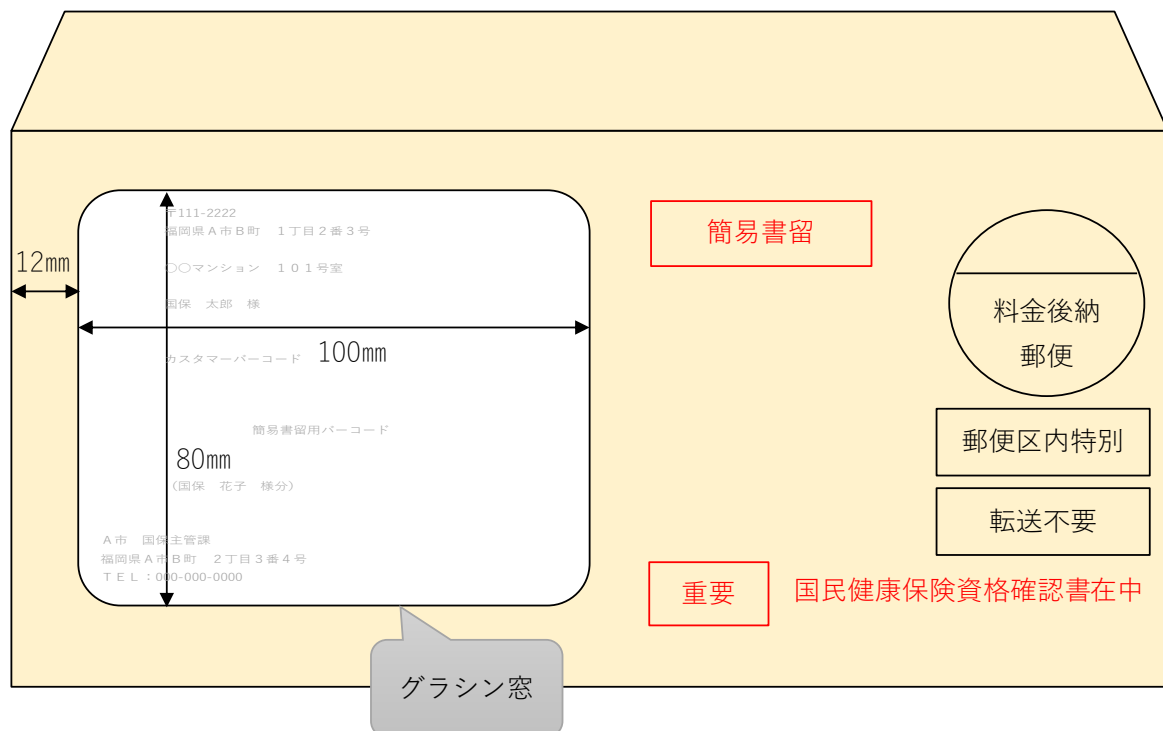 〒111-2222
福岡県A市B町　１丁目２番３号
○○マンション　１０１号室
国保　太郎　様
カスタマーバーコード
簡易書留用バーコード
（国保　花子　様分）
A市　国保主管課
福岡県A市B町　２丁目３番４号
ＴＥＬ：000-000-0000
12mm
100mm
80mm
グラシン窓
簡易書留
料金後納
郵便
郵便区内特別
転送不要
重要
国民健康保険資格確認書在中